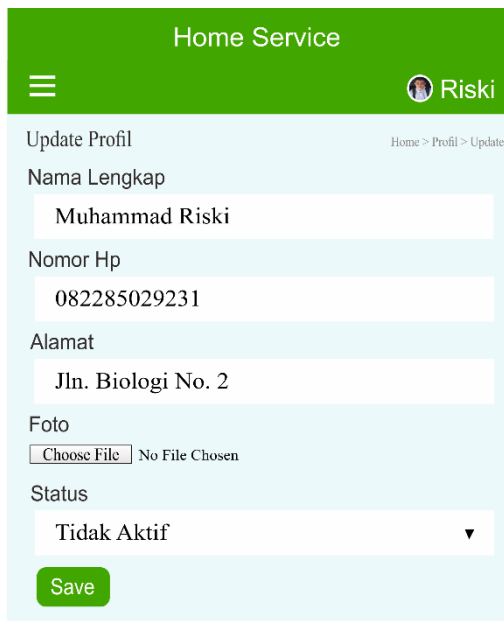 Home Service
Riski
Update Profil
Home > Profil > Update
Nama Lengkap
Muhammad Riski
Nomor Hp
082285029231
Alamat
Jln. Biologi No. 2
Foto
Choose File No File Chosen
Status
Tidak Aktif
Save